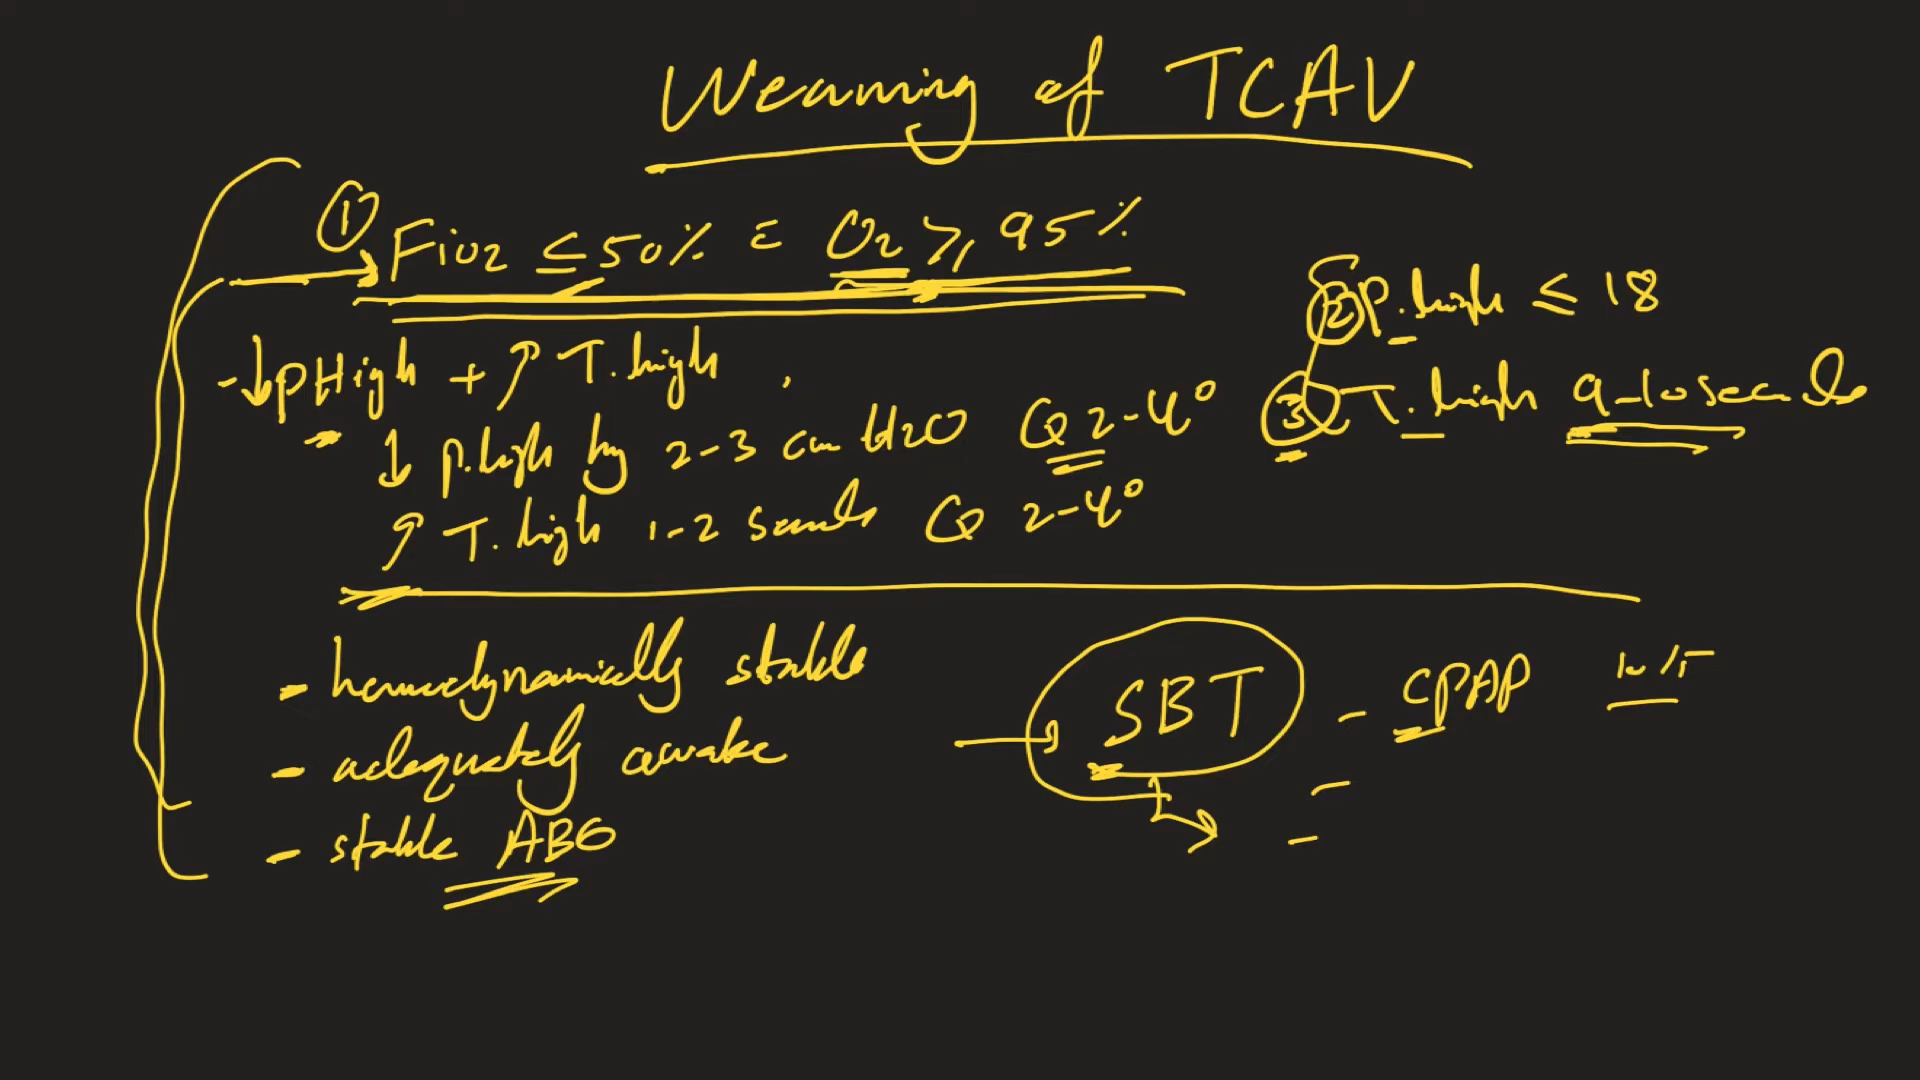 Weaning of TCAV
① Fio2 ≤ 50% = O2 ≥ 95%
- ↓ PHigh + ↑ T.high
↓ P.high by 2-3 cm H2O Q 2-4°
↑ T.high 1-2 seconds Q 2-4°
② P.high ≤ 18
③ T.high 9-10 seconds
- hemodynamically stable
- adequately awake
- stable ABG
→ SBT - CPAP 10/5
-
-